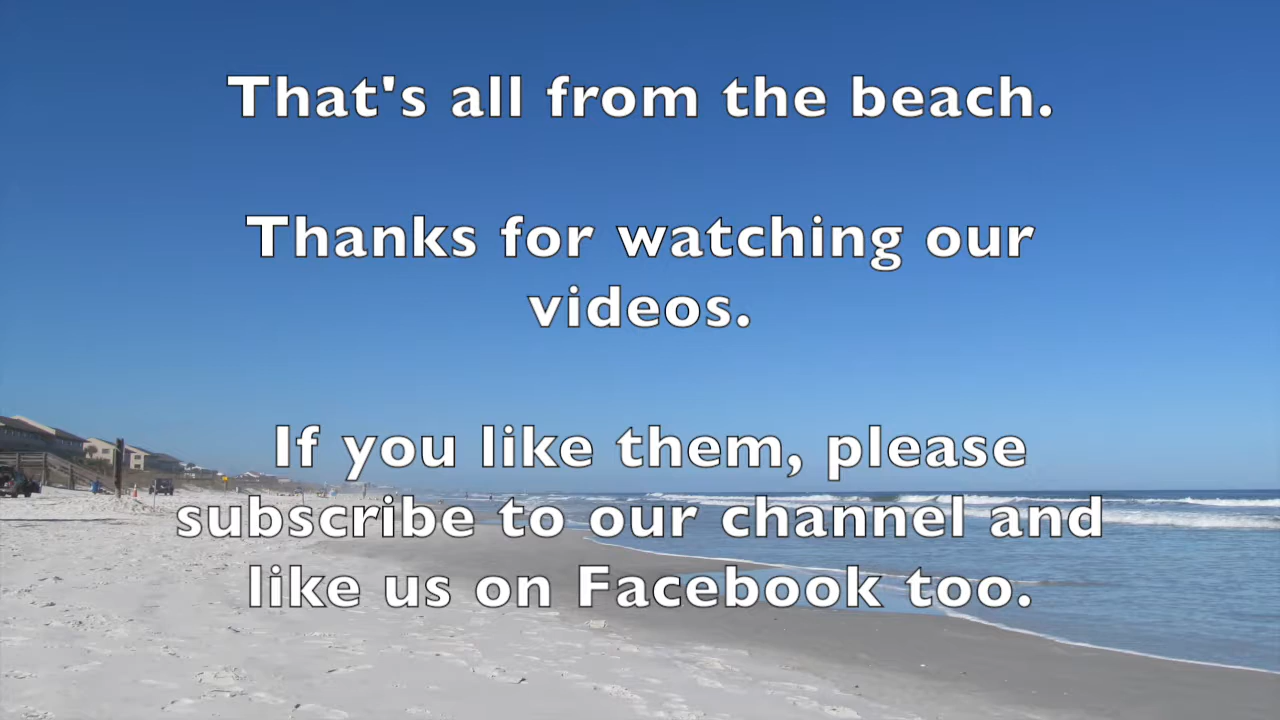 That's all from the beach.
Thanks for watching our
videos.
If you like them, please
subscribe to our channel and
like us on Facebook too.